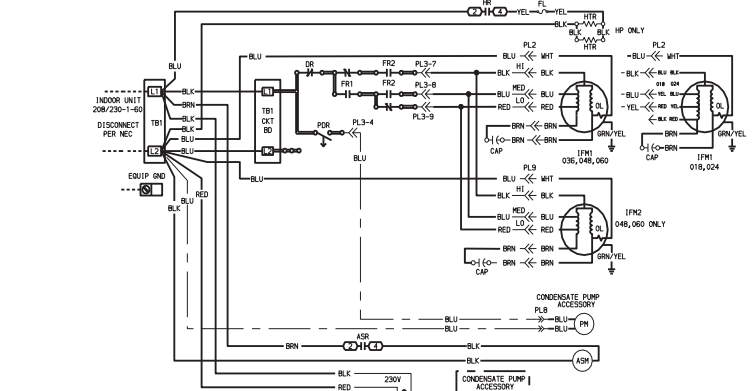 HR
2 4 YEL FL YEL
BLK HTR
BLK BLK HP ONLY
HTR
BLU
BLU
PL2
BLU WHT
PL2
BLU WHT
DR FR2 PL3-7
HI
BLK BLK
BLK BLU BLK
018 024
FR1 FR2 PL3-8
MED
BLU BLU
BLU YEL BLU
LO
RED RED
YEL RED YEL
PL3-9
BLK RED
OL
OL
INDOOR UNIT
208/230-1-60
L1
BLK
BRN
BLK
BLK
BLU
TB1
DISCONNECT
PER NEC
L2
BLU
L1
TB1
CKT
BD
L2
PDR PL3-4
BLU
BRN BRN
BRN BRN
CAP
GRN/YEL
IFM1
036,048,060
BRN
BRN
CAP
GRN/YEL
IFM1
018,024
EQUIP GND
BLU
RED
BLU
BLK
PL9
BLU WHT
HI
BLK BLK
MED
BLU BLU
LO
RED RED
OL
IFM2
048,060 ONLY
BRN BRN
BRN BRN
CAP
GRN/YEL
CONDENSATE PUMP
ACCESSORY
PL8
BLU BLU
BLU BLU
PM
ASR
BRN 2 4 BLK
BLK
ASM
BLK
230V
RED
CONDENSATE PUMP
ACCESSORY